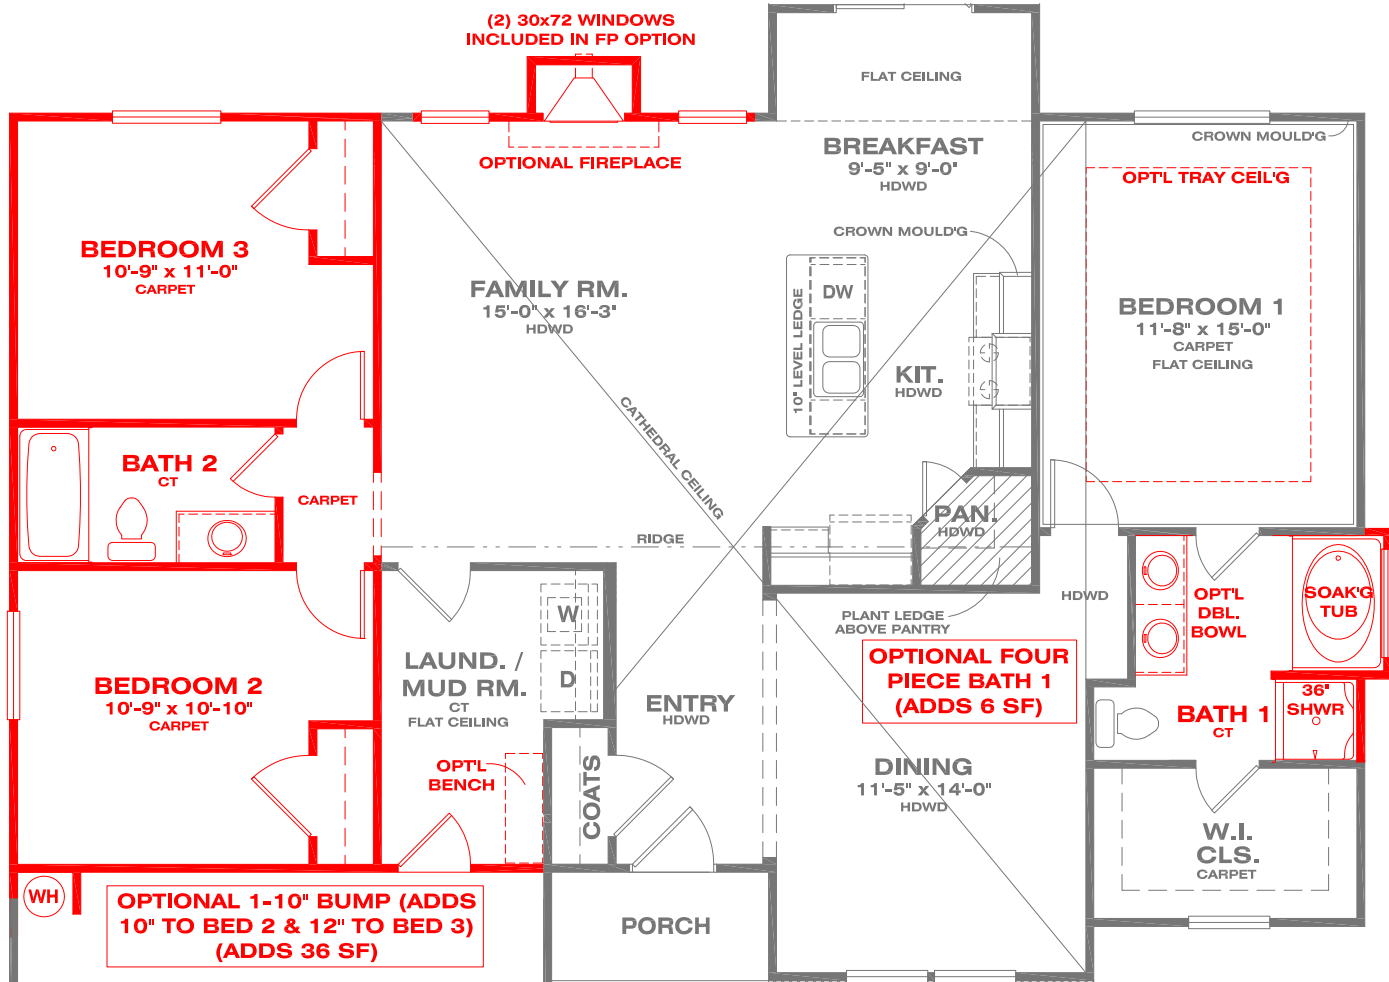 (2) 30x72 WINDOWS
INCLUDED IN FP OPTION
OPTIONAL FIREPLACE
FLAT CEILING
BREAKFAST
9'-5" x 9'-0"
HDWD
CROWN MOULD'G
CROWN MOULD'G
OPT'L TRAY CEIL'G
BEDROOM 3
10'-9" x 11'-0"
CARPET
FAMILY RM.
15'-0" x 16'-3"
HDWD
10" LEVEL LEDGE
DW
KIT.
HDWD
BEDROOM 1
11'-8" x 15'-0"
CARPET
FLAT CEILING
CATHEDRAL CEILING
BATH 2
CT
CARPET
RIDGE
PAN.
HDWD
PLANT LEDGE
ABOVE PANTRY
HDWD
OPT'L
DBL.
BOWL
SOAK'G
TUB
BEDROOM 2
10'-9" x 10'-10"
CARPET
LAUND. /
MUD RM.
CT
FLAT CEILING
W
D
OPT'L
BENCH
COATS
ENTRY
HDWD
OPTIONAL FOUR
PIECE BATH 1
(ADDS 6 SF)
DINING
11'-5" x 14'-0"
HDWD
BATH 1
CT
36"
SHWR
W.I.
CLS.
CARPET
WH
OPTIONAL 1-10" BUMP (ADDS
10" TO BED 2 & 12" TO BED 3)
(ADDS 36 SF)
PORCH